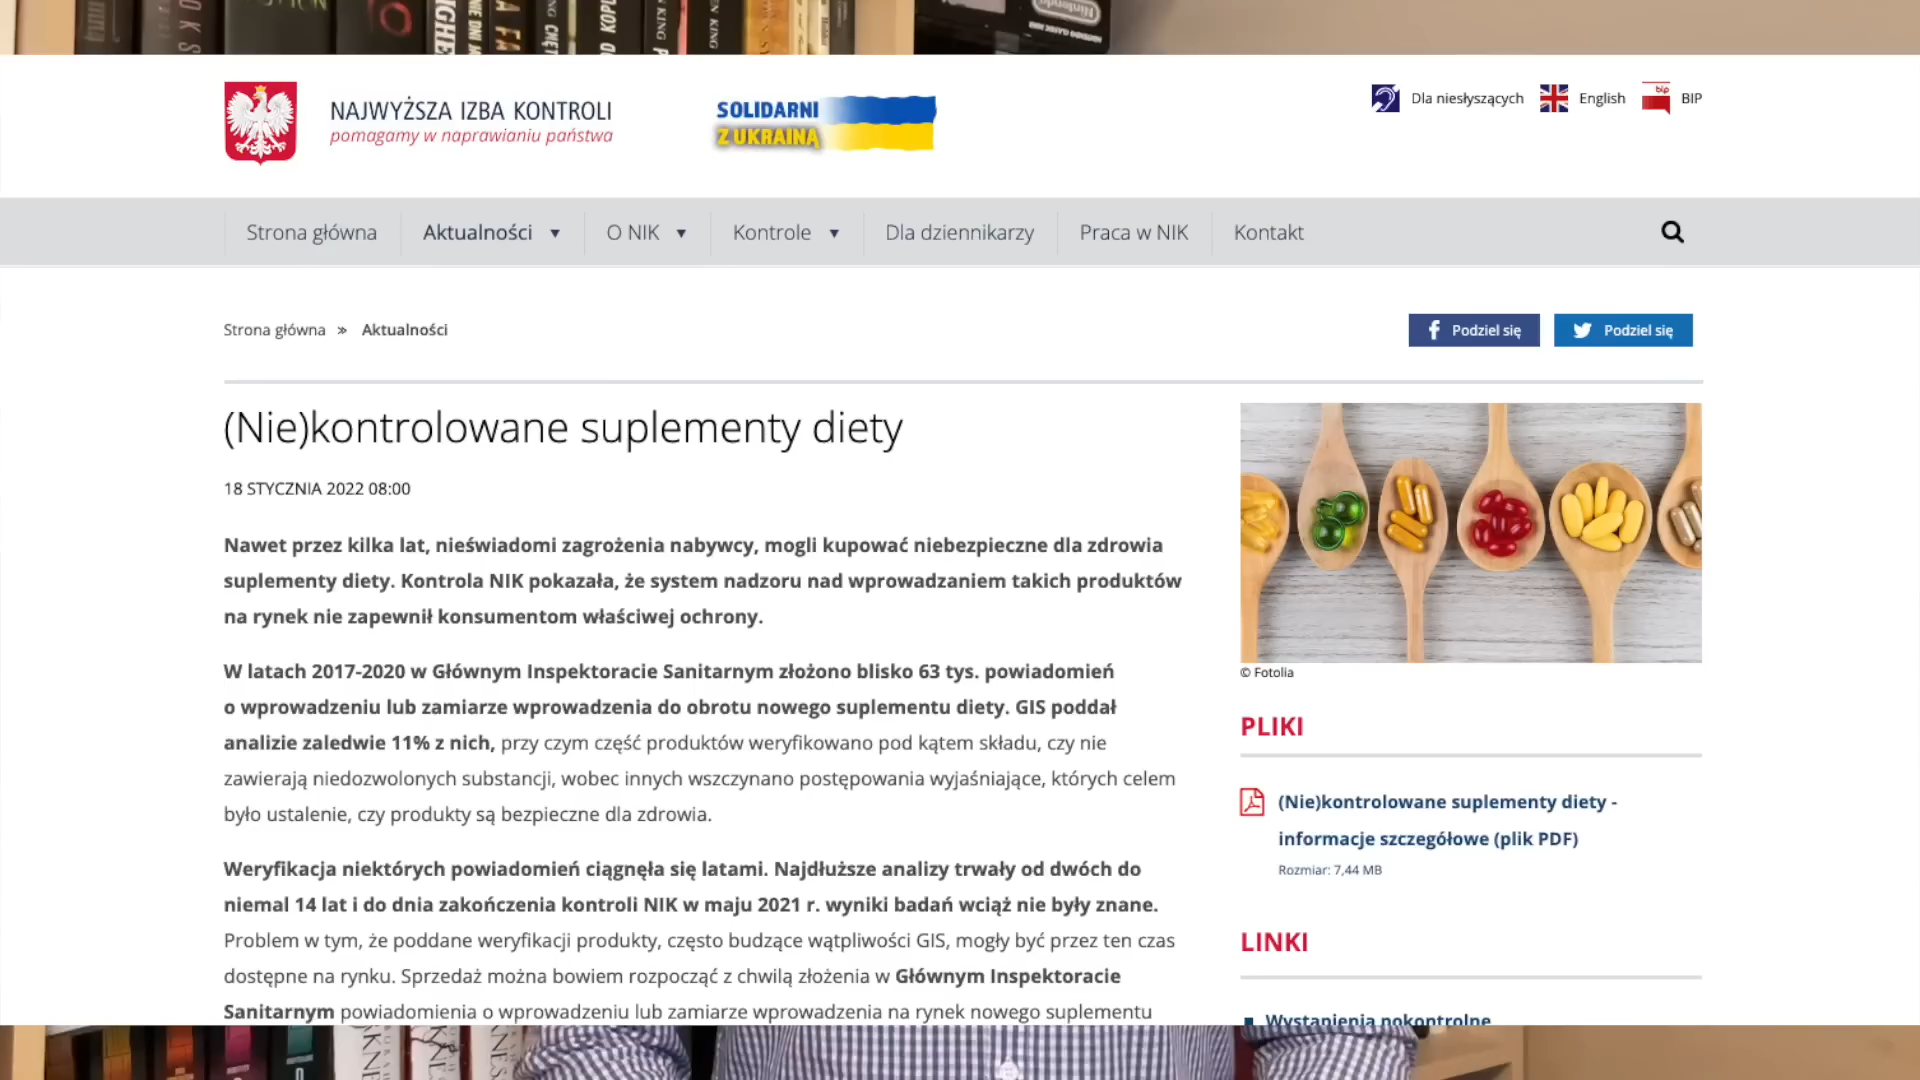 Nintendo
NAJWYŻSZA IZBA KONTROLI
pomagamy w naprawianiu państwa
SOLIDARNI
Z UKRAINĄ
Dla niesłyszących
English
bip
BIP
Strona główna
Aktualności
O NIK
Kontrole
Dla dziennikarzy
Praca w NIK
Kontakt
Strona główna » Aktualności
Podziel się
Podziel się
(Nie)kontrolowane suplementy diety
18 STYCZNIA 2022 08:00
Nawet przez kilka lat, nieświadomi zagrożenia nabywcy, mogli kupować niebezpieczne dla zdrowia
suplementy diety. Kontrola NIK pokazała, że system nadzoru nad wprowadzaniem takich produktów
na rynek nie zapewnił konsumentom właściwej ochrony.
W latach 2017-2020 w Głównym Inspektoracie Sanitarnym złożono blisko 63 tys. powiadomień
o wprowadzeniu lub zamiarze wprowadzenia do obrotu nowego suplementu diety. GIS poddał
analizie zaledwie 11% z nich, przy czym część produktów weryfikowano pod kątem składu, czy nie
zawierają niedozwolonych substancji, wobec innych wszczynano postępowania wyjaśniające, których celem
było ustalenie, czy produkty są bezpieczne dla zdrowia.
Weryfikacja niektórych powiadomień ciągnęła się latami. Najdłuższe analizy trwały od dwóch do
niemal 14 lat i do dnia zakończenia kontroli NIK w maju 2021 r. wyniki badań wciąż nie były znane.
Problem w tym, że poddane weryfikacji produkty, często budzące wątpliwości GIS, mogły być przez ten czas
dostępne na rynku. Sprzedaż można bowiem rozpocząć z chwilą złożenia w Głównym Inspektoracie
Sanitarnym powiadomienia o wprowadzeniu lub zamiarze wprowadzenia na rynek nowego suplementu
© Fotolia
PLIKI
(Nie)kontrolowane suplementy diety -
informacje szczegółowe (plik PDF)
Rozmiar: 7,44 MB
LINKI
Wystąpienia pokontrolne